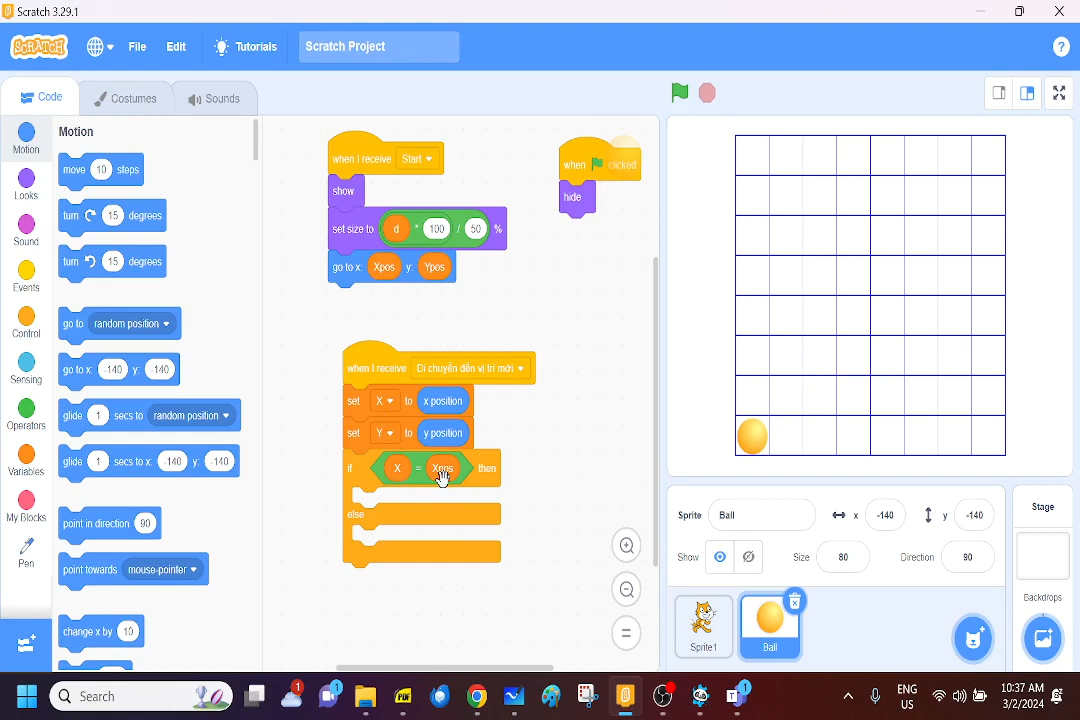 Scratch 3.29.1
SCRATCH File Edit Tutorials Scratch Project ?
Code Costumes Sounds
Motion
Looks
Sound
Events
Control
Sensing
Operators
Variables
My Blocks
Pen
Motion
move 10 steps
turn 15 degrees
turn 15 degrees
go to random position
go to x: -140 y: -140
glide 1 secs to random position
glide 1 secs to x: -140 y: -140
point in direction 90
point towards mouse-pointer
change x by 10
when I receive Start
show
set size to d * 100 / 50 %
go to x: Xpos y: Ypos
when clicked
hide
when I receive Di chuyển đến vị trí mới
set X to x position
set Y to y position
if X = Xpos then
else
Sprite Ball x -140 y -140
Show Size 80 Direction 90
Sprite1
Ball
Stage
Backdrops
Search
1
1
PDF
1
ENG
US
10:37 AM
3/2/2024